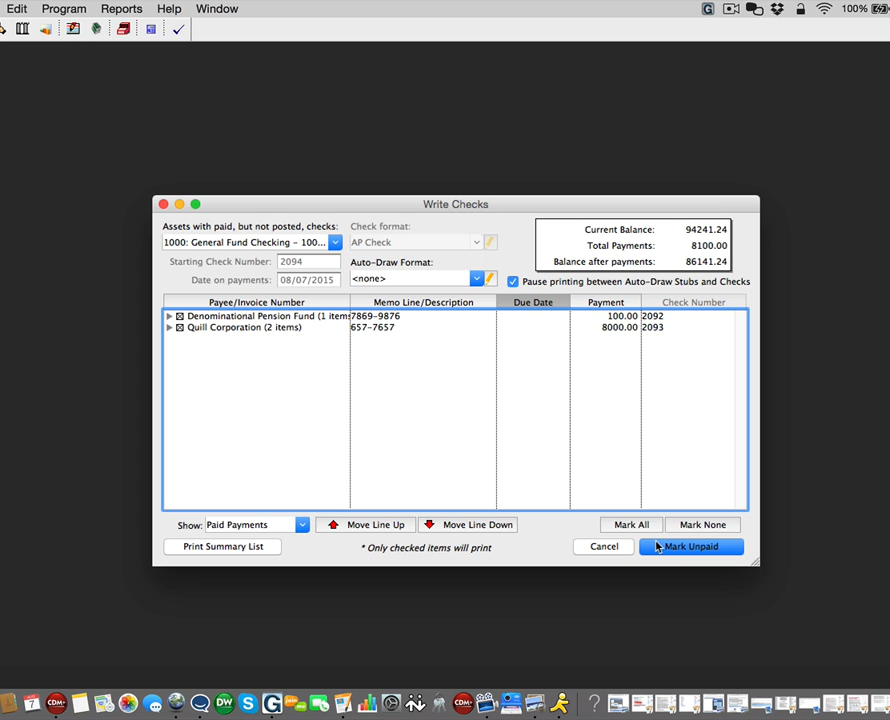 Edit Program Reports Help Window 100%
Write Checks
Assets with paid, but not posted, checks:
1000: General Fund Checking - 100...
Check format:
AP Check
Starting Check Number: 2094
Auto-Draw Format:
Date on payments: 08/07/2015
<none>
Current Balance: 94241.24
Total Payments: 8100.00
Balance after payments: 86141.24
Pause printing between Auto-Draw Stubs and Checks
Payee/Invoice Number Memo Line/Description Due Date Payment Check Number
Denominational Pension Fund (1 items 7869-9876 100.00 2092
Quill Corporation (2 items) 657-7657 8000.00 2093
Show: Paid Payments Move Line Up Move Line Down Mark All Mark None
Print Summary List * Only checked items will print Cancel Mark Unpaid
7 CDM+ DW S G CDM+ ?